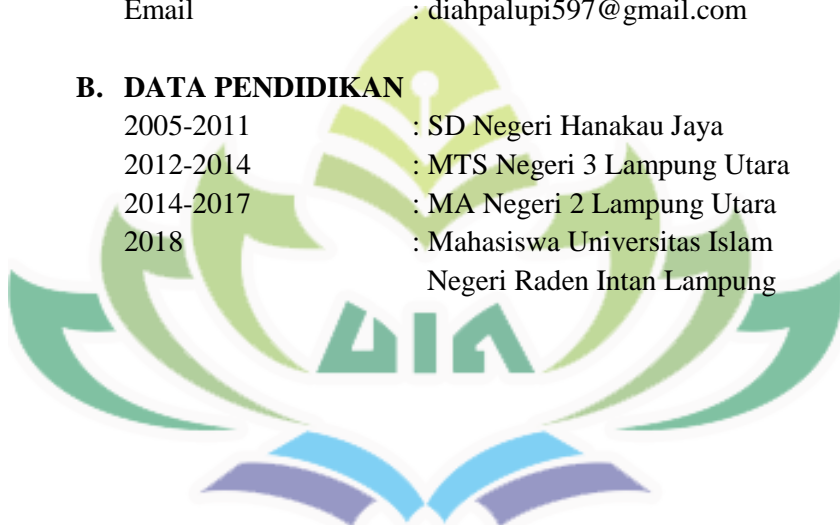 Email : diahpalupi597@gmail.com
B. DATA PENDIDIKAN
2005-2011 : SD Negeri Hanakau Jaya
2012-2014 : MTS Negeri 3 Lampung Utara
2014-2017 : MA Negeri 2 Lampung Utara
2018 : Mahasiswa Universitas Islam
Negeri Raden Intan Lampung
UIN